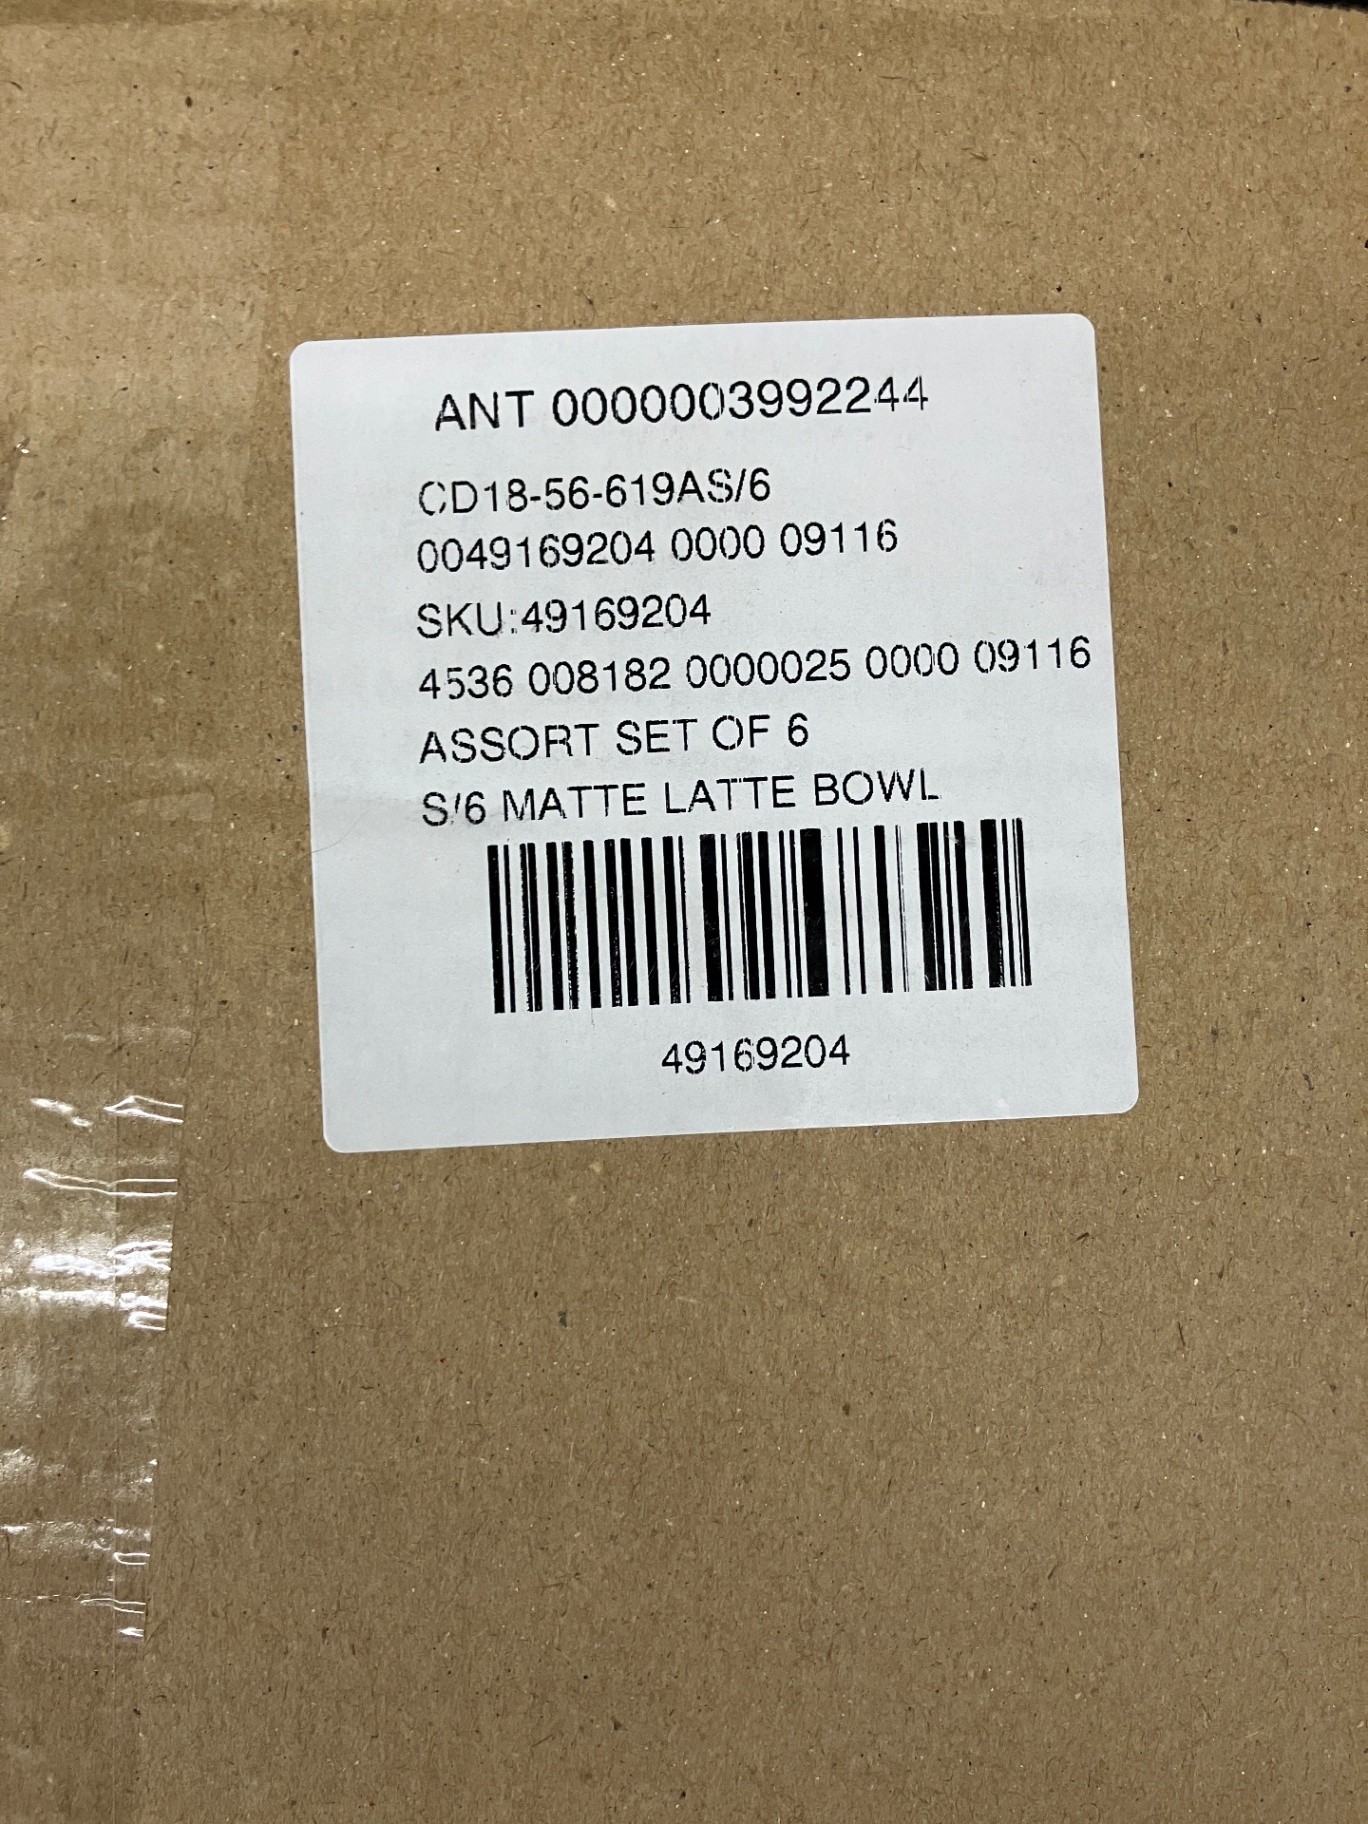 ANT 0000003992244
CD18-56-619AS/6
0049169204 0000 09116
SKU:49169204
4536 008182 0000025 0000 09116
ASSORT SET OF 6
S/6 MATTE LATTE BOWL
49169204